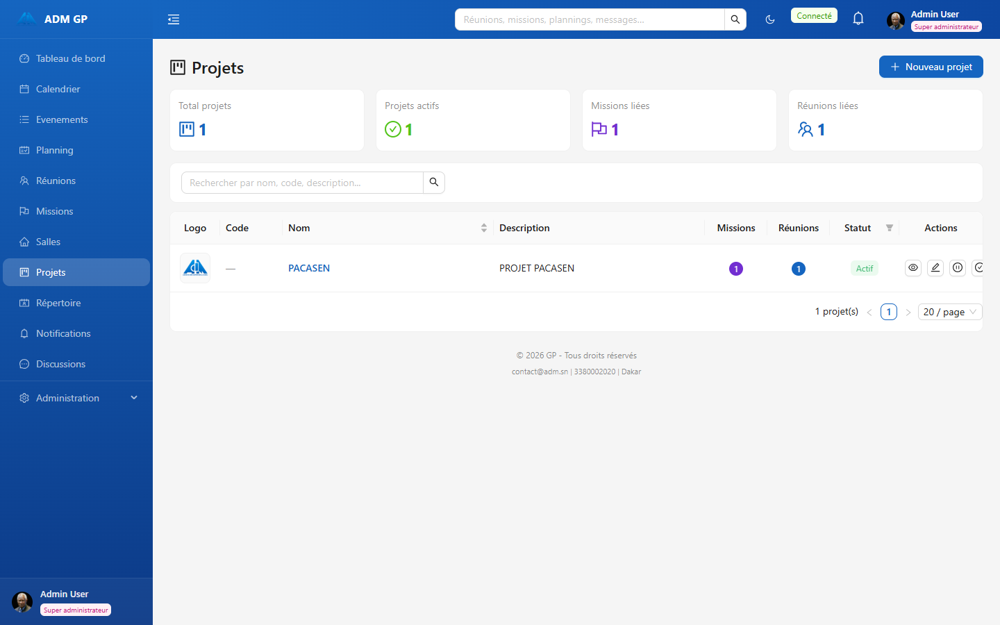 ADM GP
Réunions, missions, plannings, messages...
Connecté
Admin User
Super administrateur
Tableau de bord
Calendrier
Evenements
Planning
Réunions
Missions
Salles
Projets
Répertoire
Notifications
Discussions
Administration
Admin User
Super administrateur
Projets
Nouveau projet
Total projets
1
Projets actifs
1
Missions liées
1
Réunions liées
1
Rechercher par nom, code, description...
Logo Code Nom Description Missions Réunions Statut Actions
— PACASEN PROJET PACASEN 1 1 Actif
1 projet(s) 1 20 / page
© 2026 GP - Tous droits réservés
contact@adm.sn | 3380002020 | Dakar